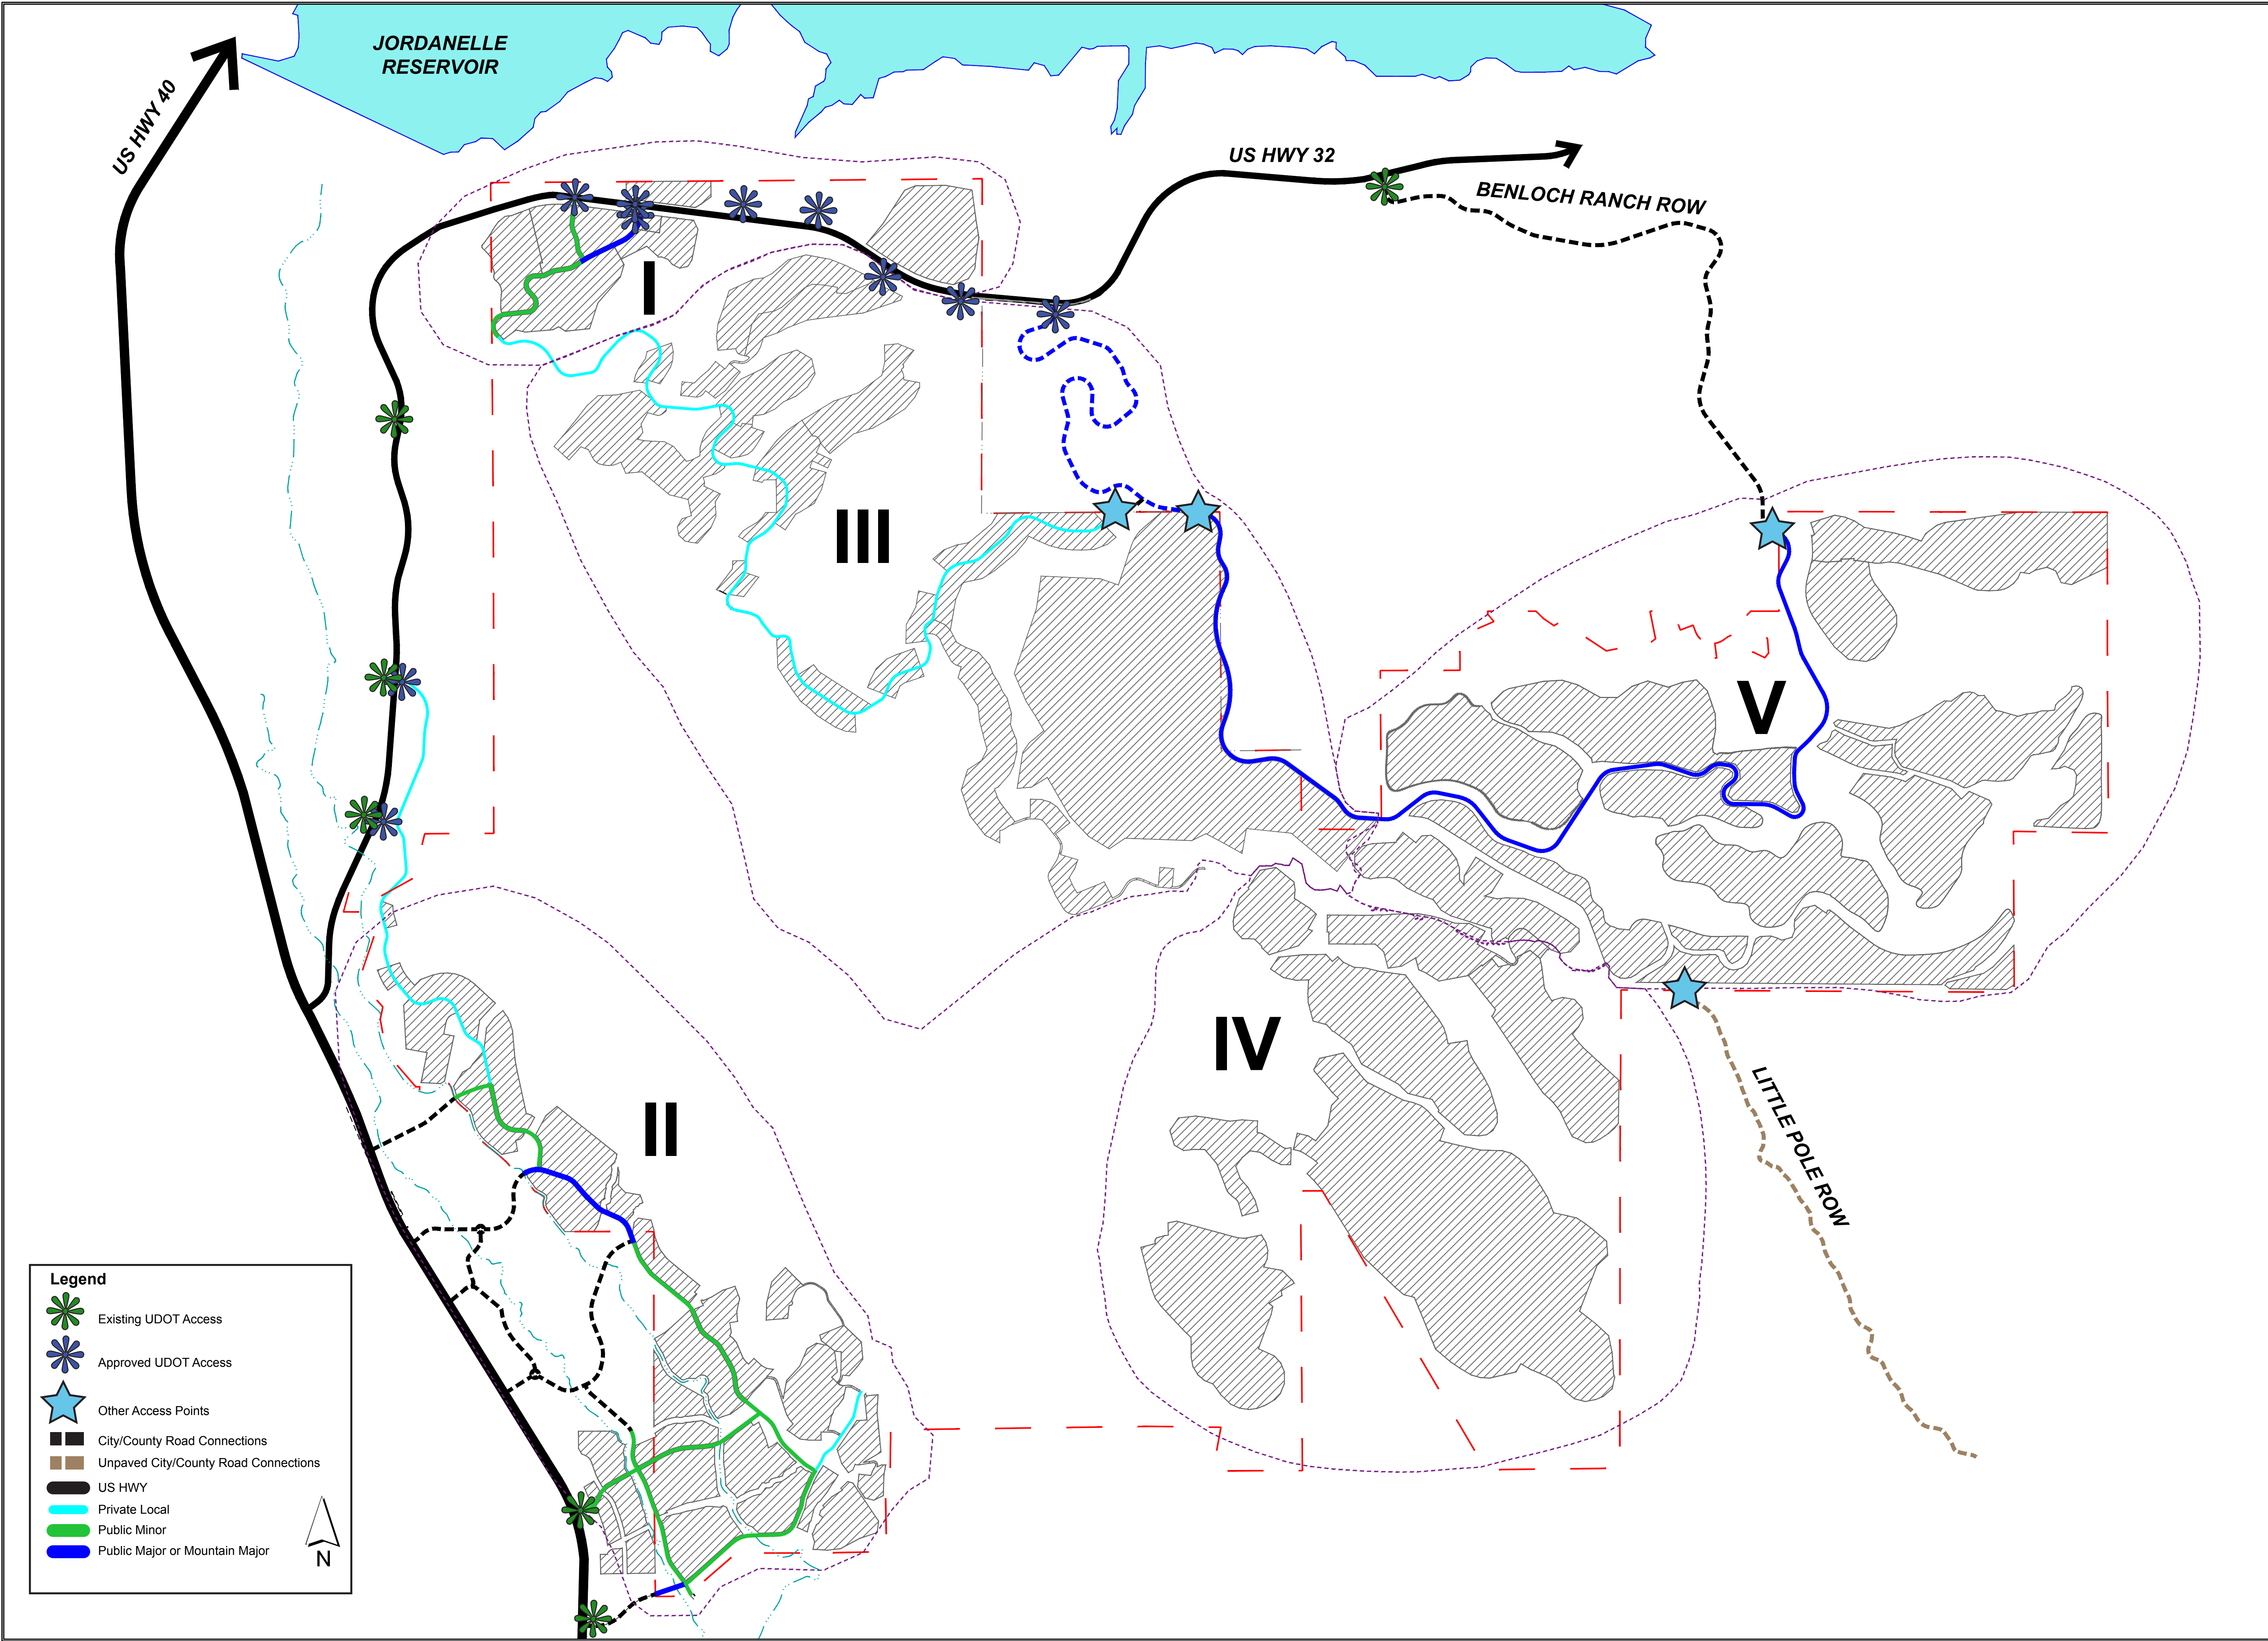 JORDANELLE
RESERVOIR
US HWY 40
US HWY 32
BENLOCH RANCH ROW
I
III
V
IV
II
LITTLE POLE ROW
Legend
Existing UDOT Access
Approved UDOT Access
Other Access Points
City/County Road Connections
Unpaved City/County Road Connections
US HWY
Private Local
Public Minor
Public Major or Mountain Major
N